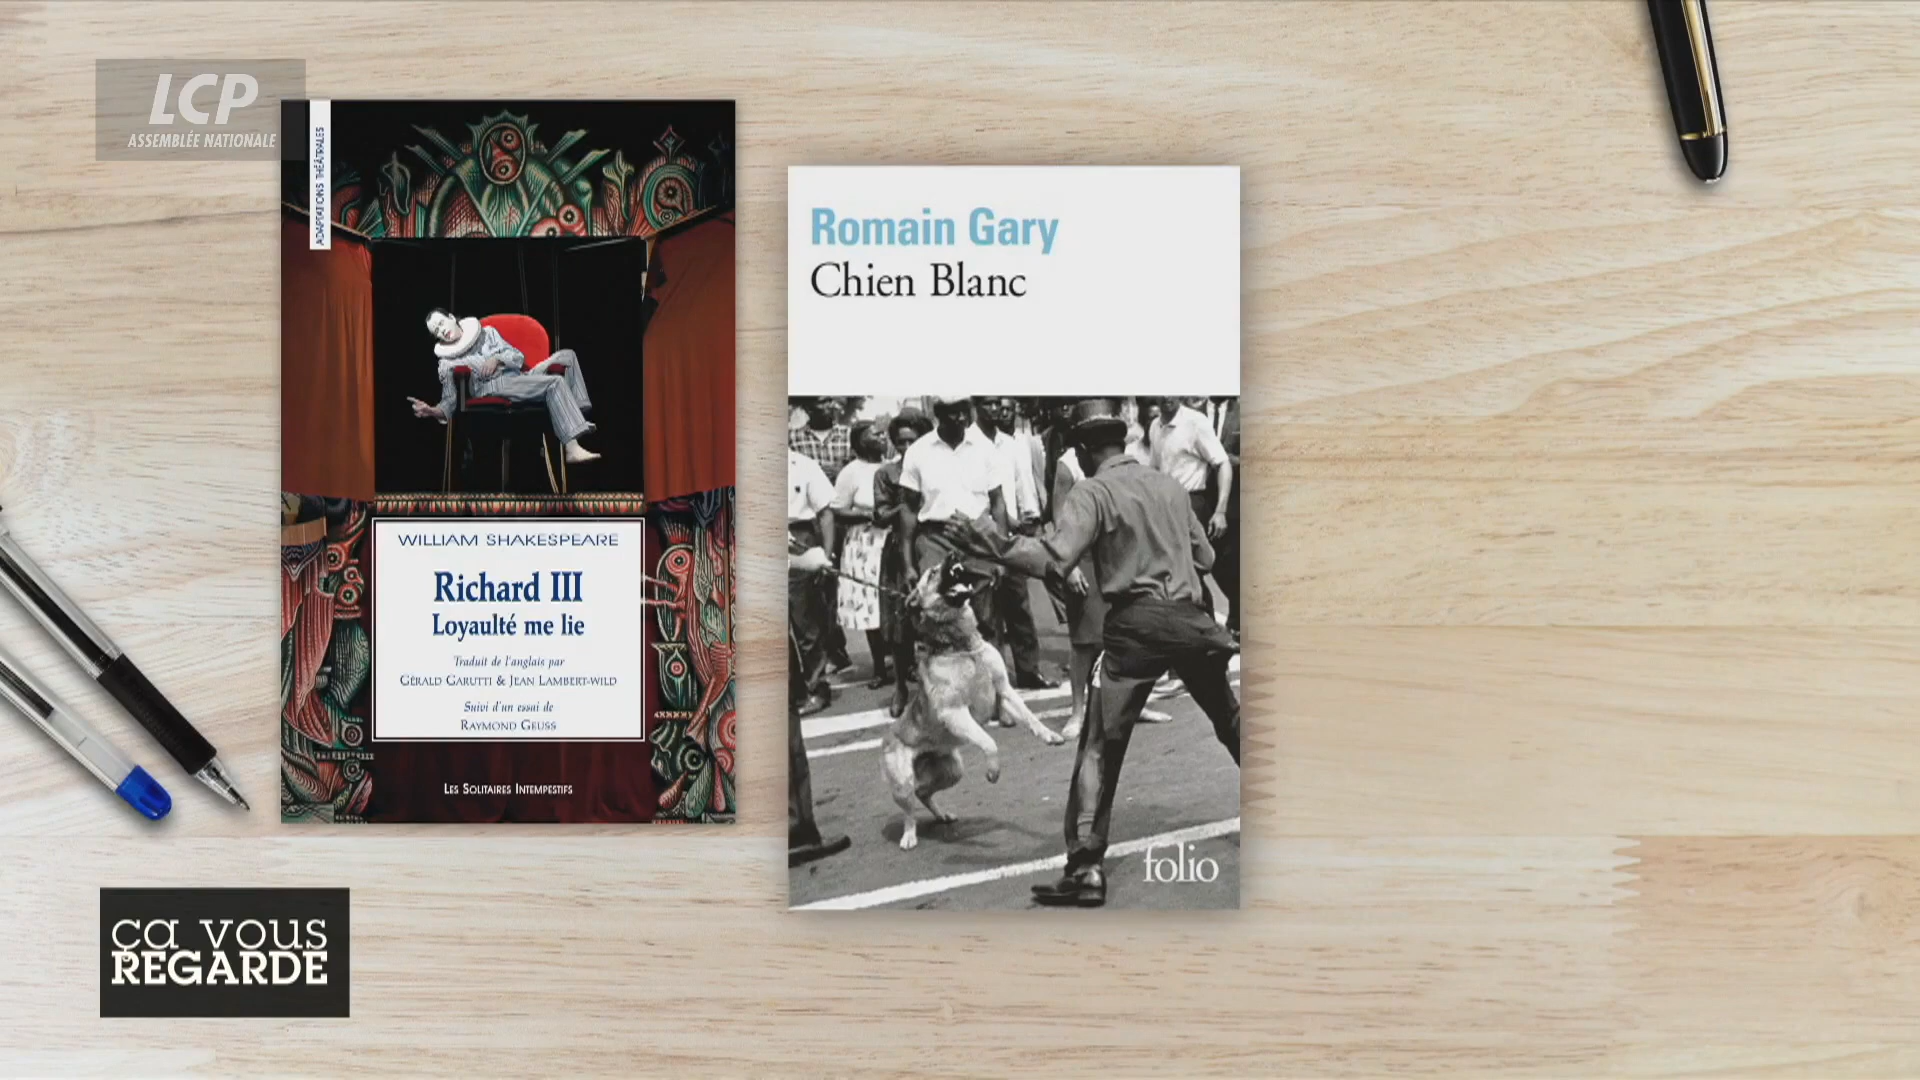 LCP
ASSEMBLÉE NATIONALE
ADAPTATIONS THÉÂTRALES
WILLIAM SHAKESPEARE
Richard III
Loyaulté me lie
Traduit de l'anglais par
GÉRALD GARUTTI & JEAN LAMBERT-WILD
Suivi d'un essai de
RAYMOND GEUSS
LES SOLITAIRES INTEMPESTIFS
Romain Gary
Chien Blanc
folio
ça vous
REGARDE